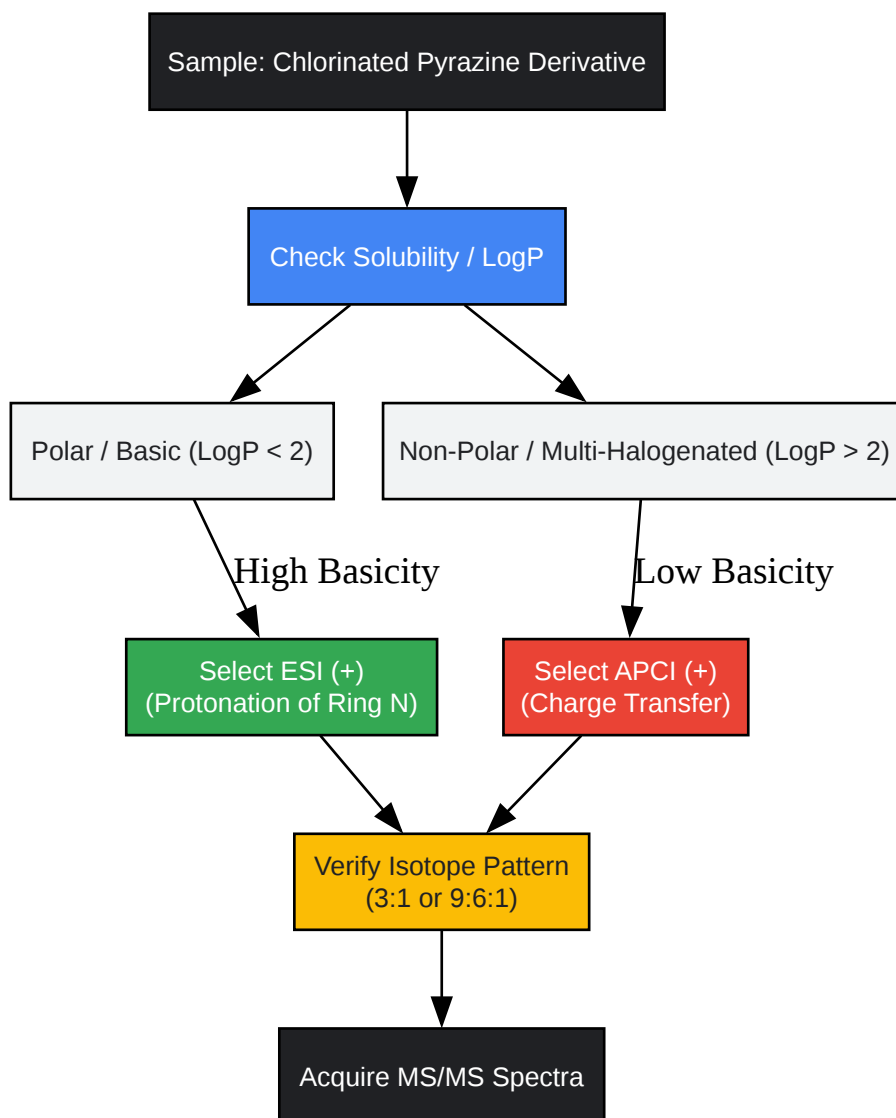 Sample: Chlorinated Pyrazine Derivative
Check Solubility / LogP
Polar / Basic (LogP < 2)
Non-Polar / Multi-Halogenated (LogP > 2)
High Basicity
Low Basicity
Select ESI (+)
(Protonation of Ring N)
Select APCI (+)
(Charge Transfer)
Verify Isotope Pattern
(3:1 or 9:6:1)
Acquire MS/MS Spectra